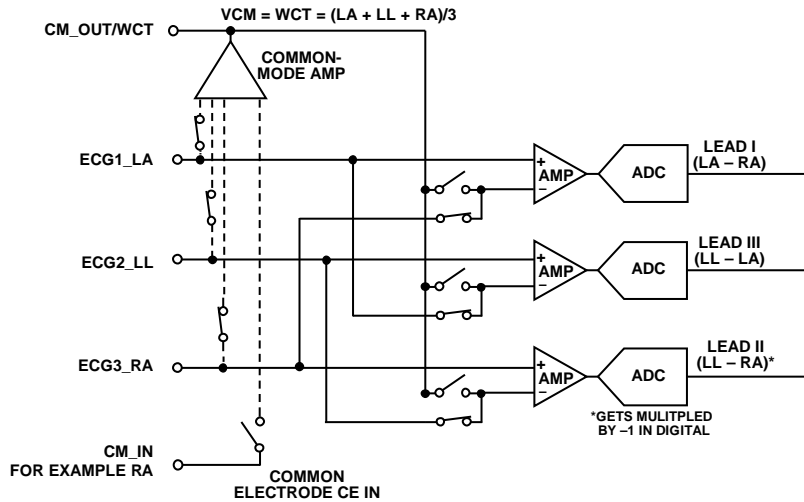 VCM = WCT = (LA + LL + RA)/3
CM_OUT/WCT
COMMON-
MODE AMP
ECG1_LA
+
AMP
–
ADC
LEAD I
(LA – RA)
ECG2_LL
+
AMP
–
ADC
LEAD III
(LL – LA)
ECG3_RA
+
AMP
–
ADC
LEAD II
(LL – RA)*
*GETS MULITPLED
BY –1 IN DIGITAL
CM_IN
FOR EXAMPLE RA
COMMON
ELECTRODE CE IN